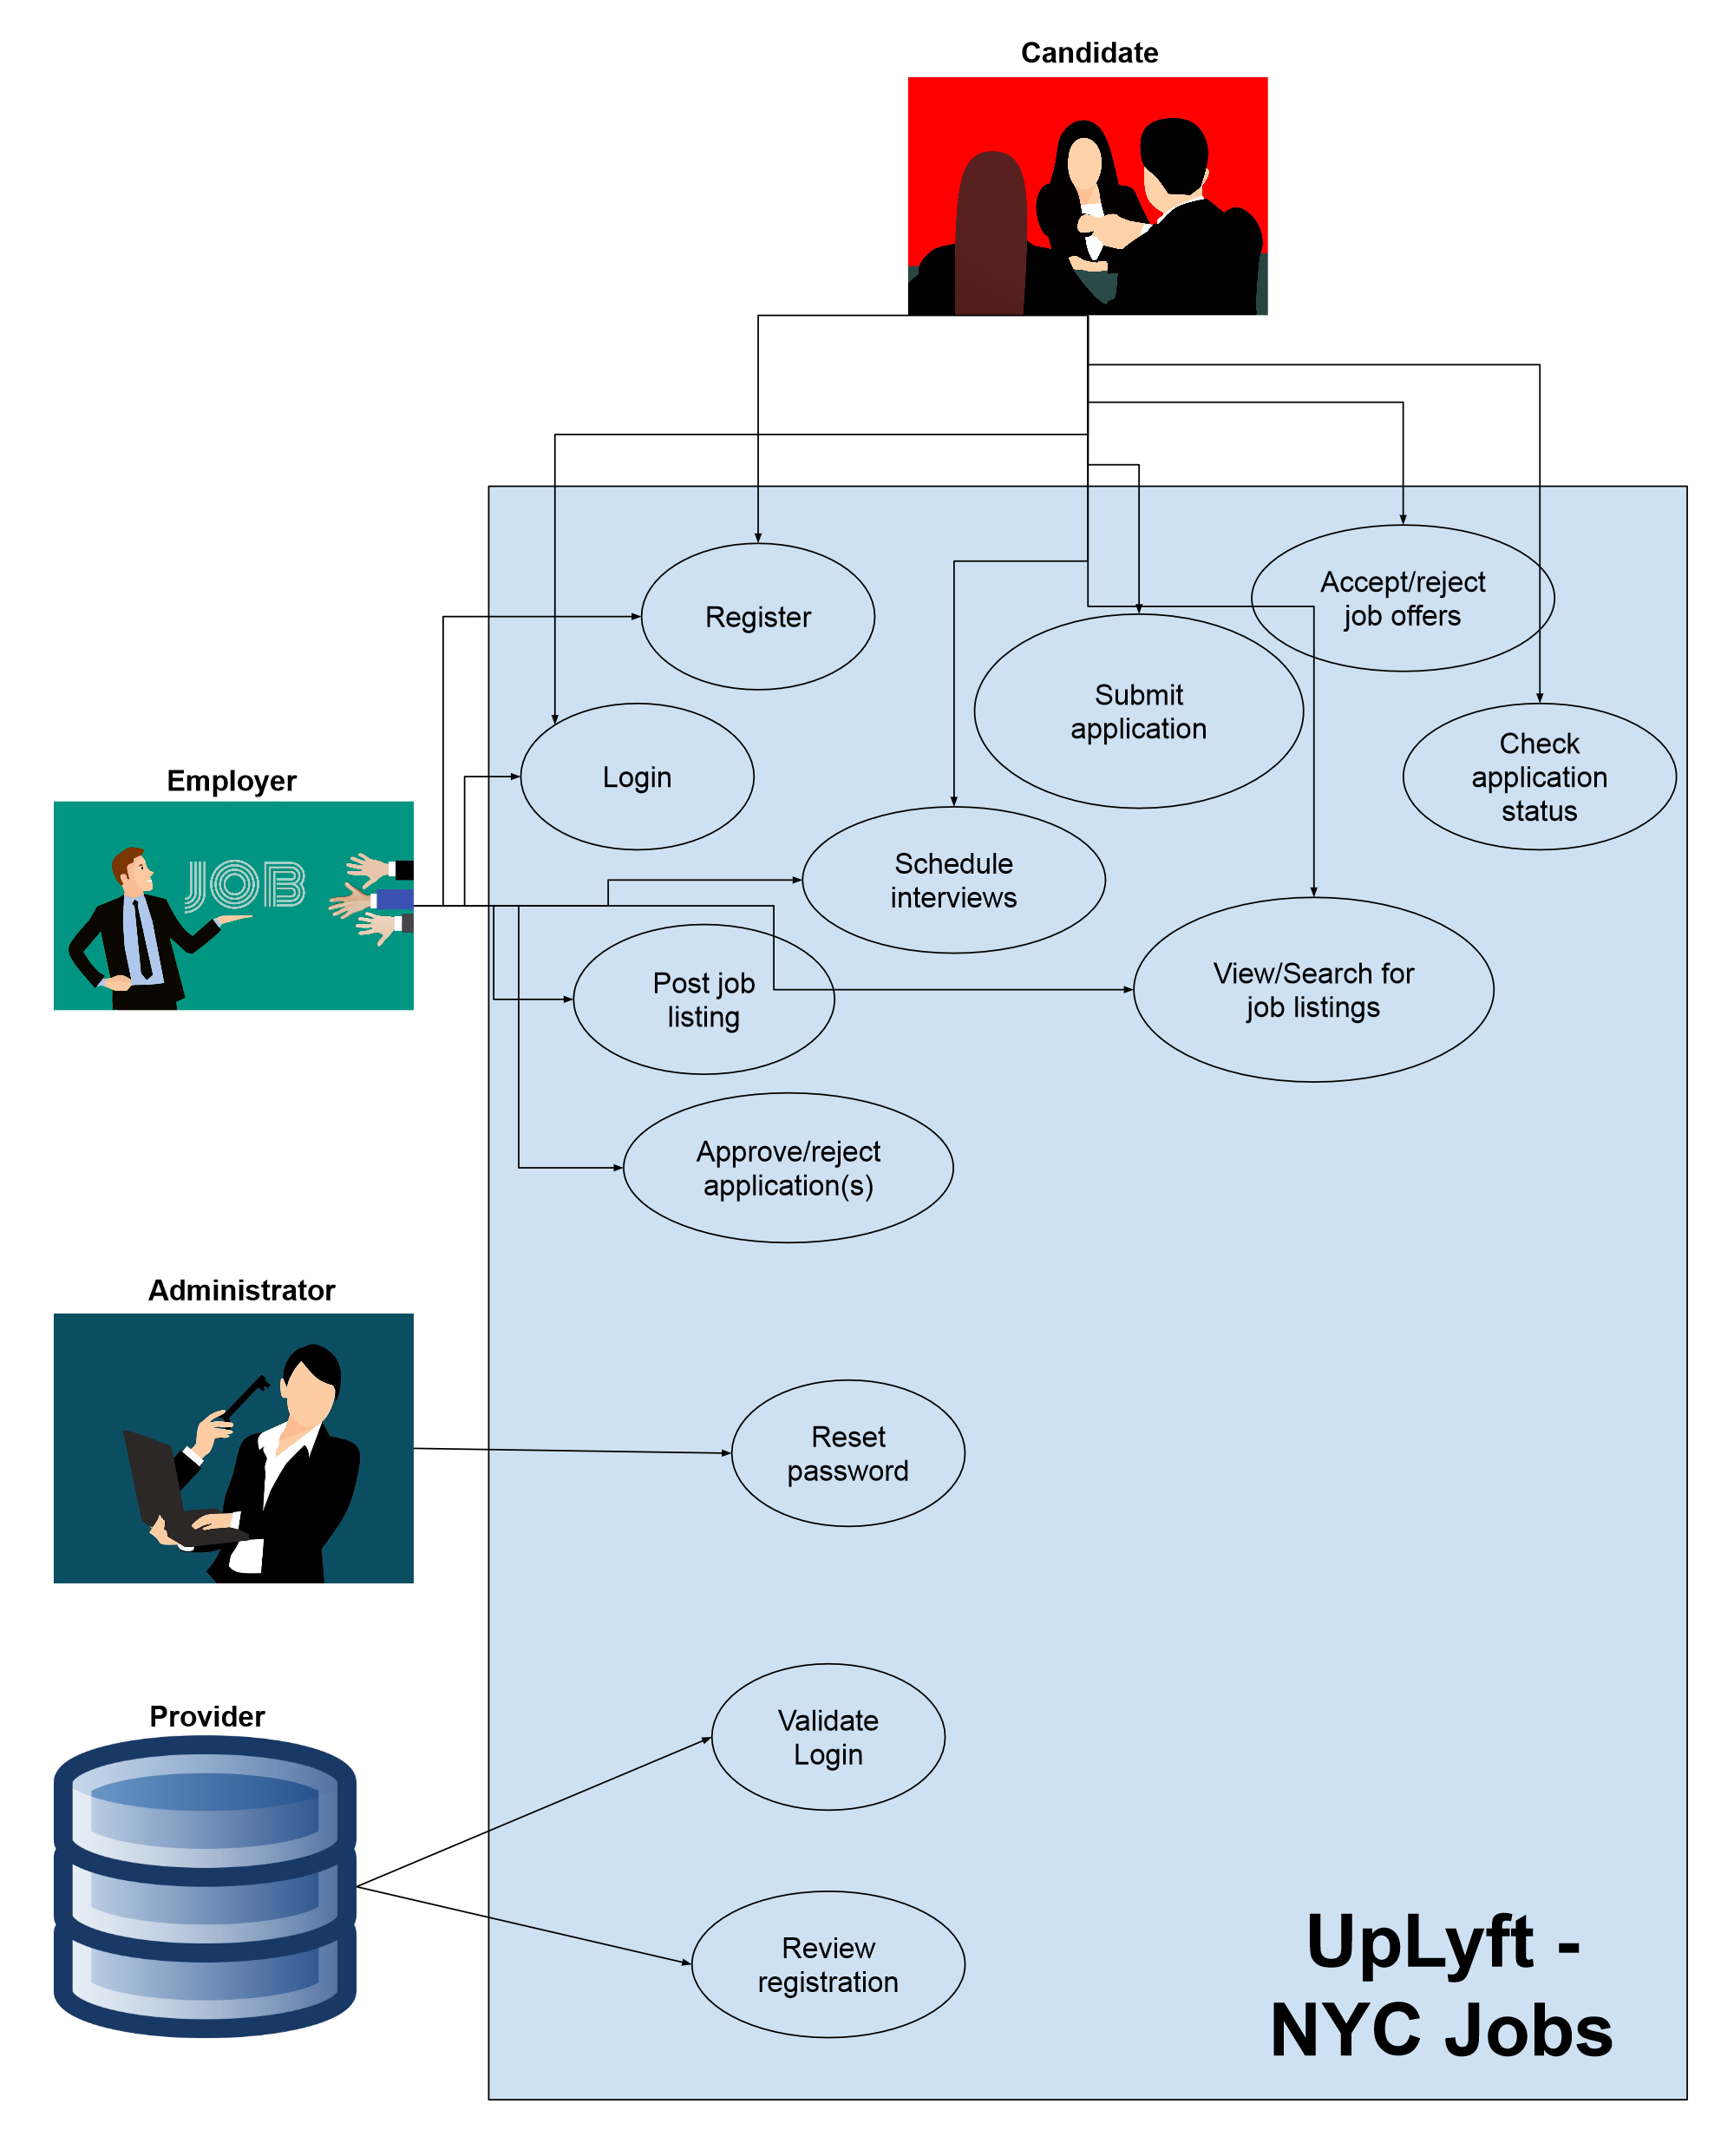 Candidate
Register
Accept/reject
job offers
Submit
application
Login
Check
application
status
Employer
JOB
Schedule
interviews
Post job
listing
View/Search for
job listings
Approve/reject
application(s)
Administrator
Reset
password
Provider
Validate
Login
Review
registration
UpLyft -
NYC Jobs